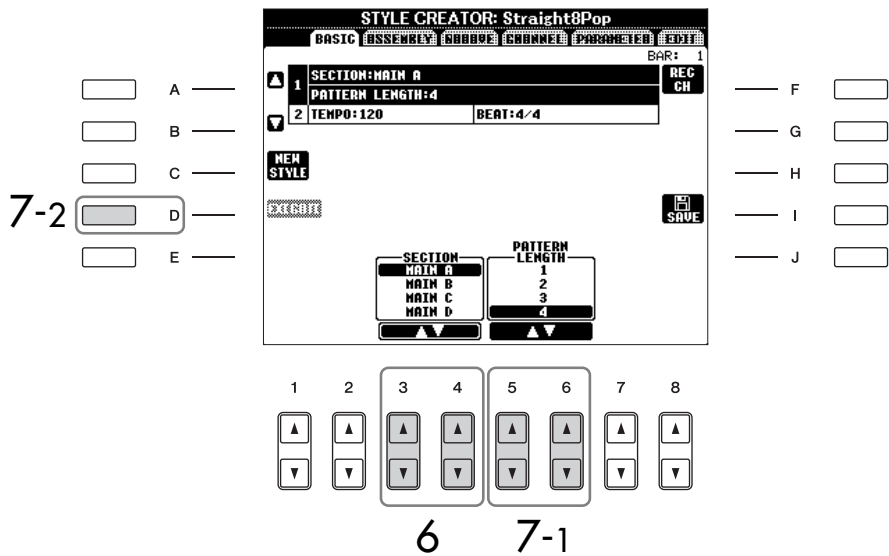 STYLE CREATOR: Straight8Pop
BASIC ASSEMBLY GROOVE CHANNEL PARAMETER EDIT
BAR: 1
1 SECTION:MAIN A
PATTERN LENGTH:4
2 TEMPO:120 BEAT:4/4
REC CH
NEW STYLE
EXECUTE
SAVE
A
B
C
7-2 D
E
F
G
H
I
J
SECTION
MAIN A
MAIN B
MAIN C
MAIN D
PATTERN LENGTH
1
2
3
4
1 2 3 4 5 6 7 8
6 7-1